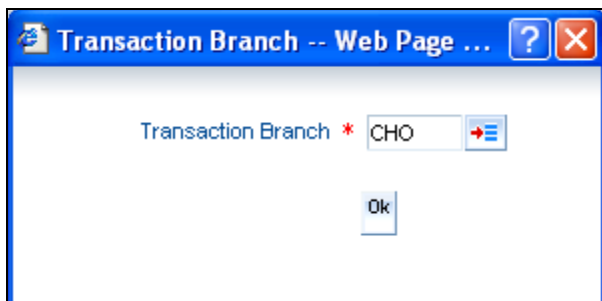 Transaction Branch -- Web Page ...
Transaction Branch * CHO
Ok